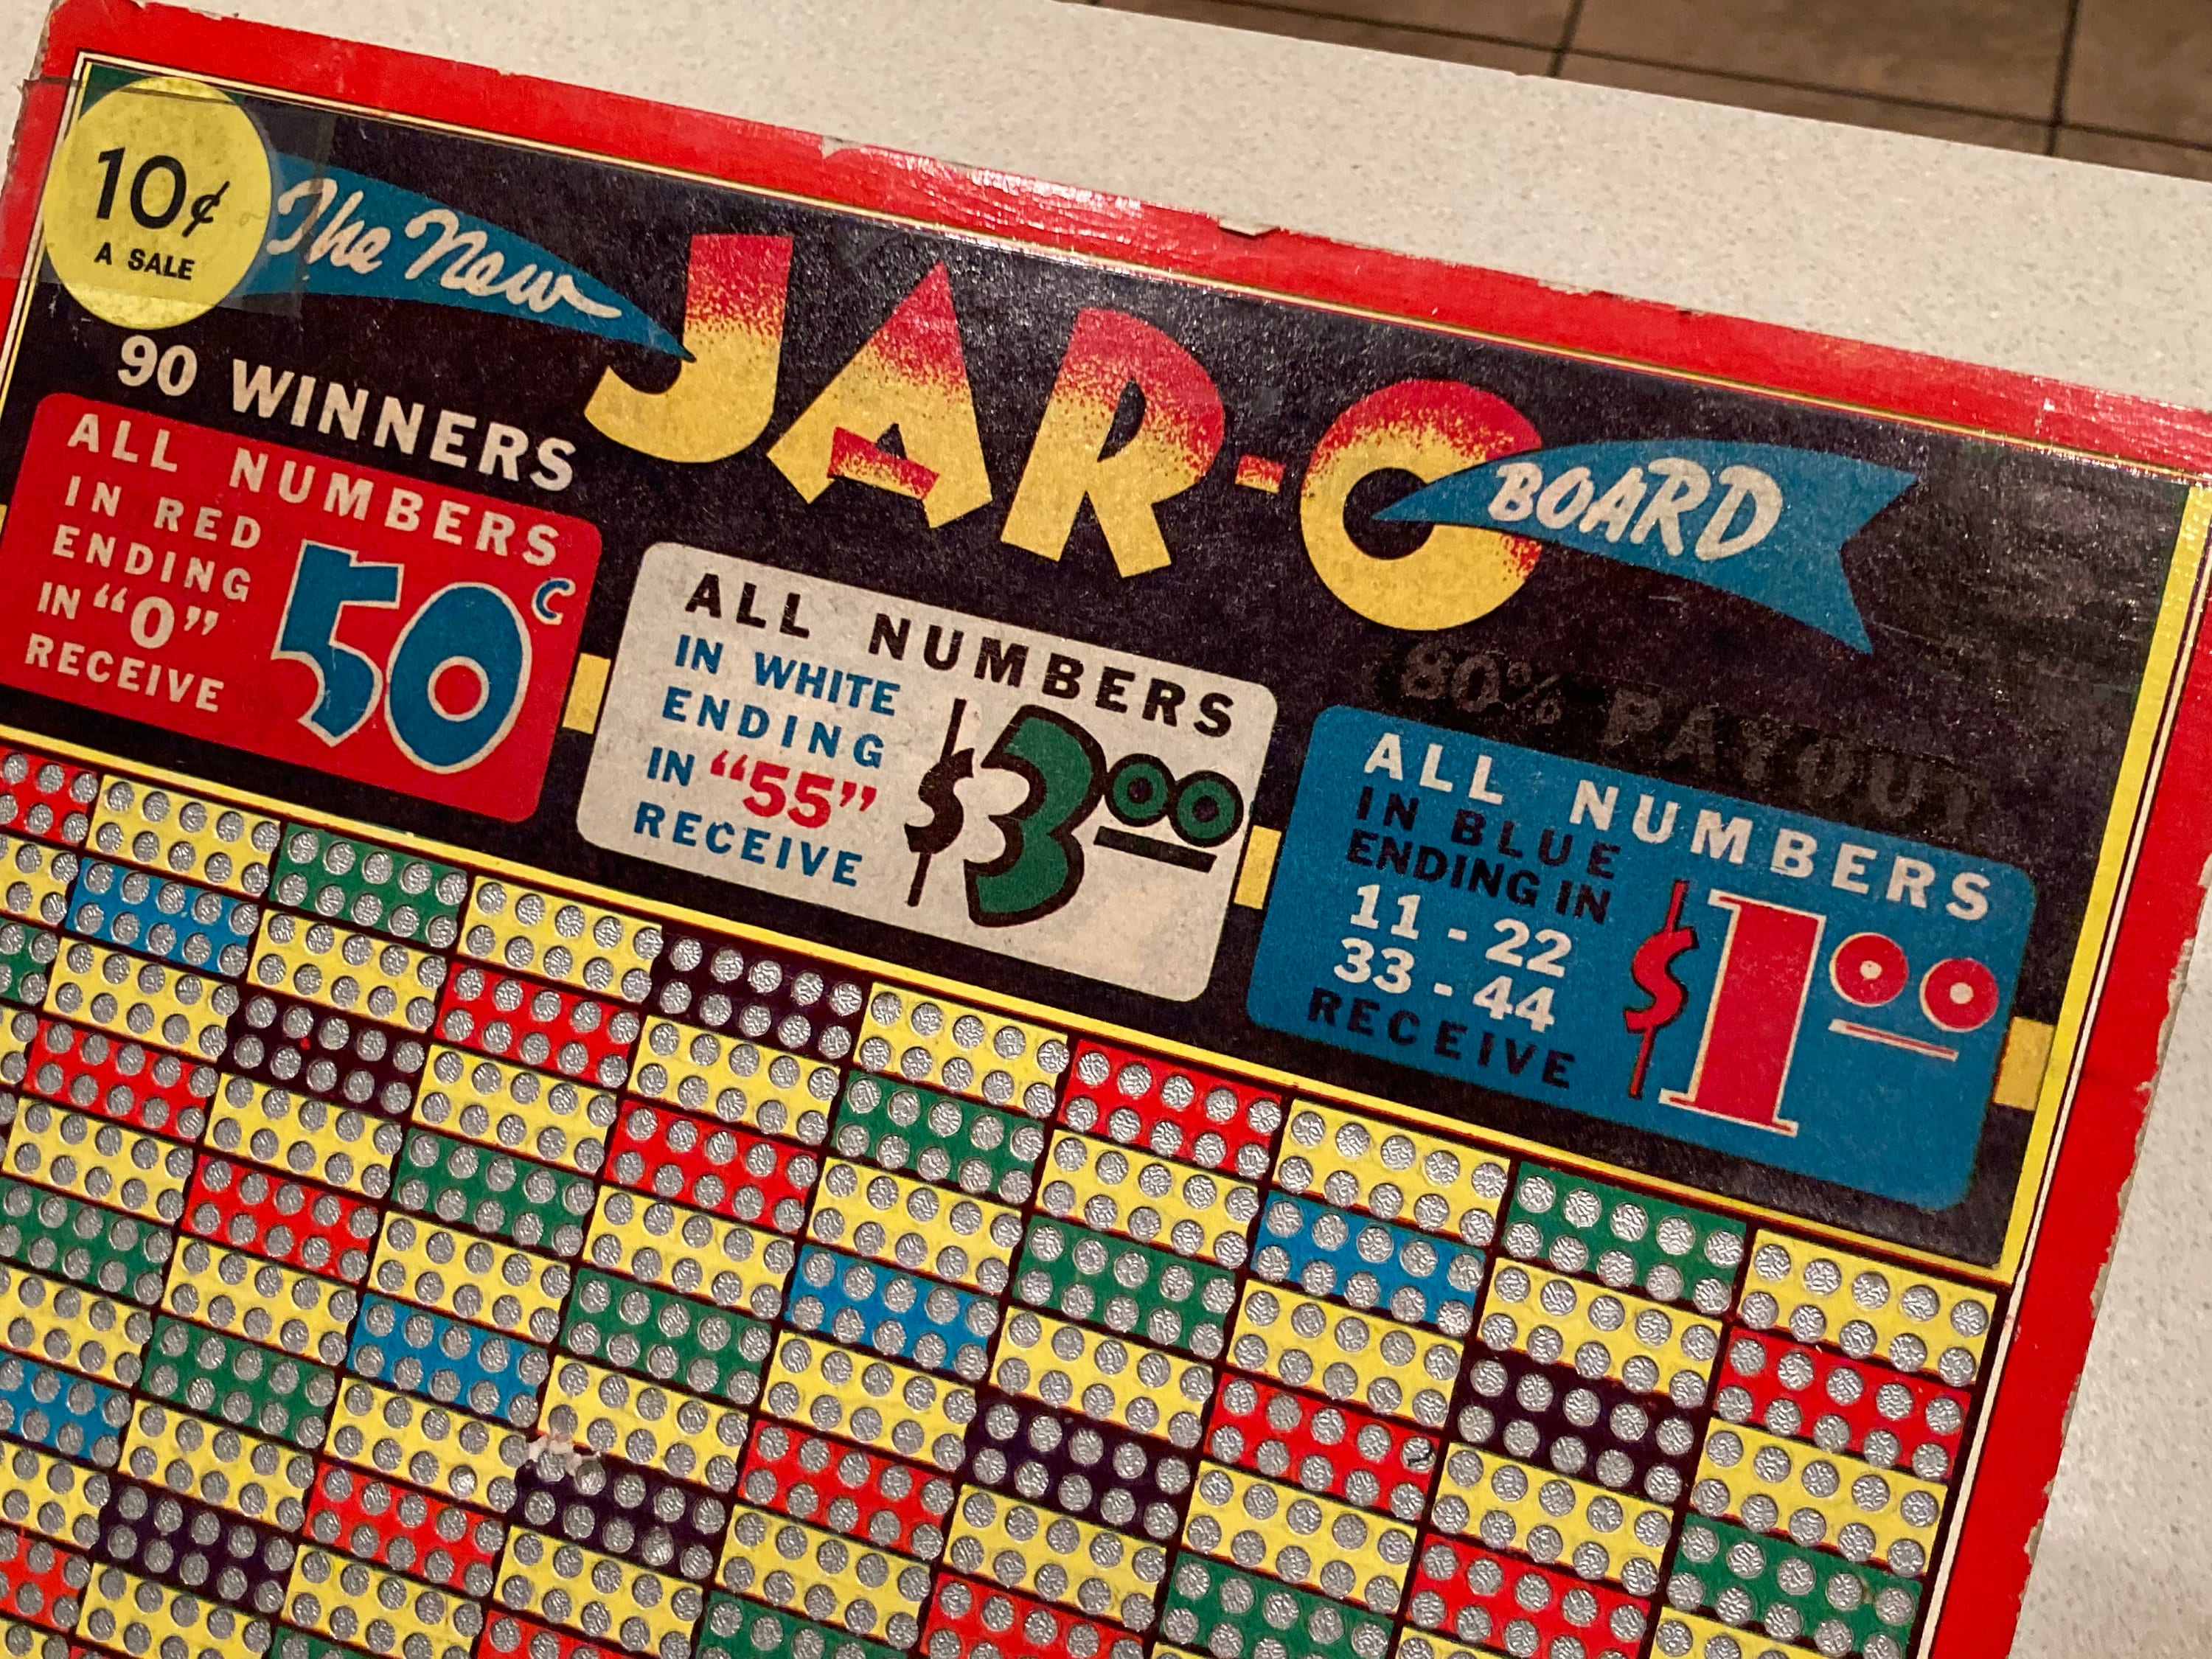 10¢
A SALE
The New
JAR-O
BOARD
90 WINNERS
ALL NUMBERS
IN RED
ENDING
IN "0"
RECEIVE
50¢
ALL NUMBERS
IN WHITE
ENDING
IN "55"
RECEIVE
$3.00
80% PAYOUT
ALL NUMBERS
IN BLUE
ENDING IN
11 - 22
33 - 44
RECEIVE
$1.00